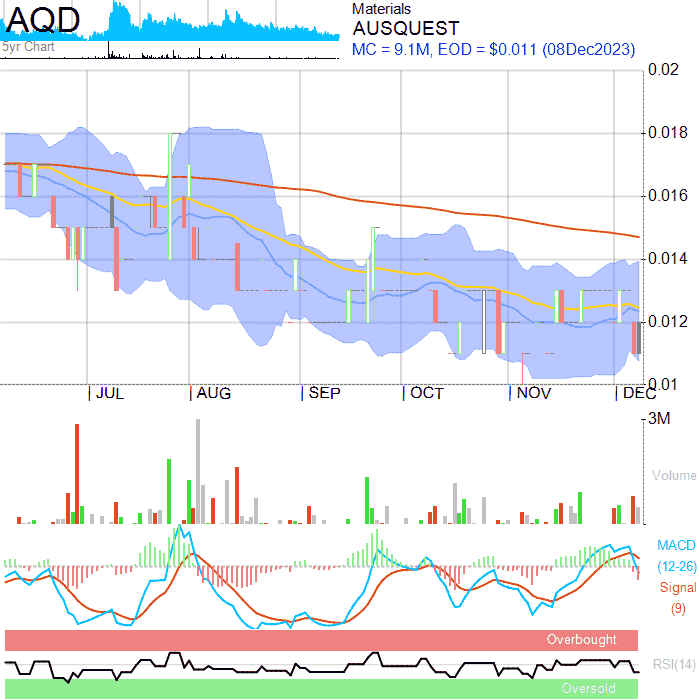 AQD
5yr Chart
Materials
AUSQUEST
MC = 9.1M, EOD = $0.011 (08Dec2023)
0.02
0.018
0.016
0.014
0.012
0.01
JUL AUG SEP OCT NOV DEC
3M
Volume
MACD
(12-26)
Signal
(9)
Overbought
RSI(14)
Oversold